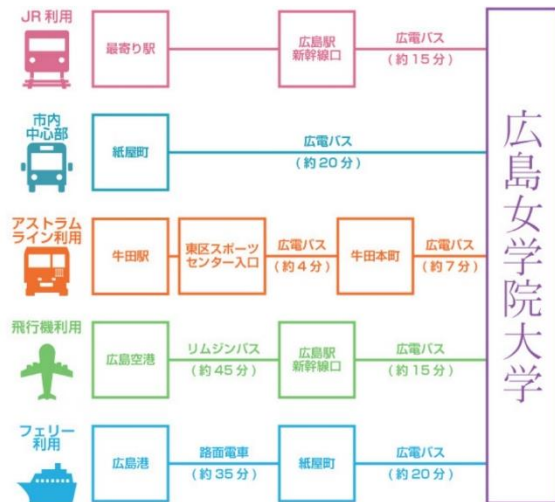 JR利用
最寄り駅
広島駅
新幹線口
広電バス
(約15分)
市内
中心部
紙屋町
広電バス
(約20分)
アストラム
ライン利用
牛田駅
東区スポーツ
センター入口
広電バス
(約4分)
牛田本町
広電バス
(約7分)
飛行機利用
広島空港
リムジンバス
(約45分)
広島駅
新幹線口
広電バス
(約15分)
フェリー
利用
広島港
路面電車
(約35分)
紙屋町
広電バス
(約20分)
広島女学院大学